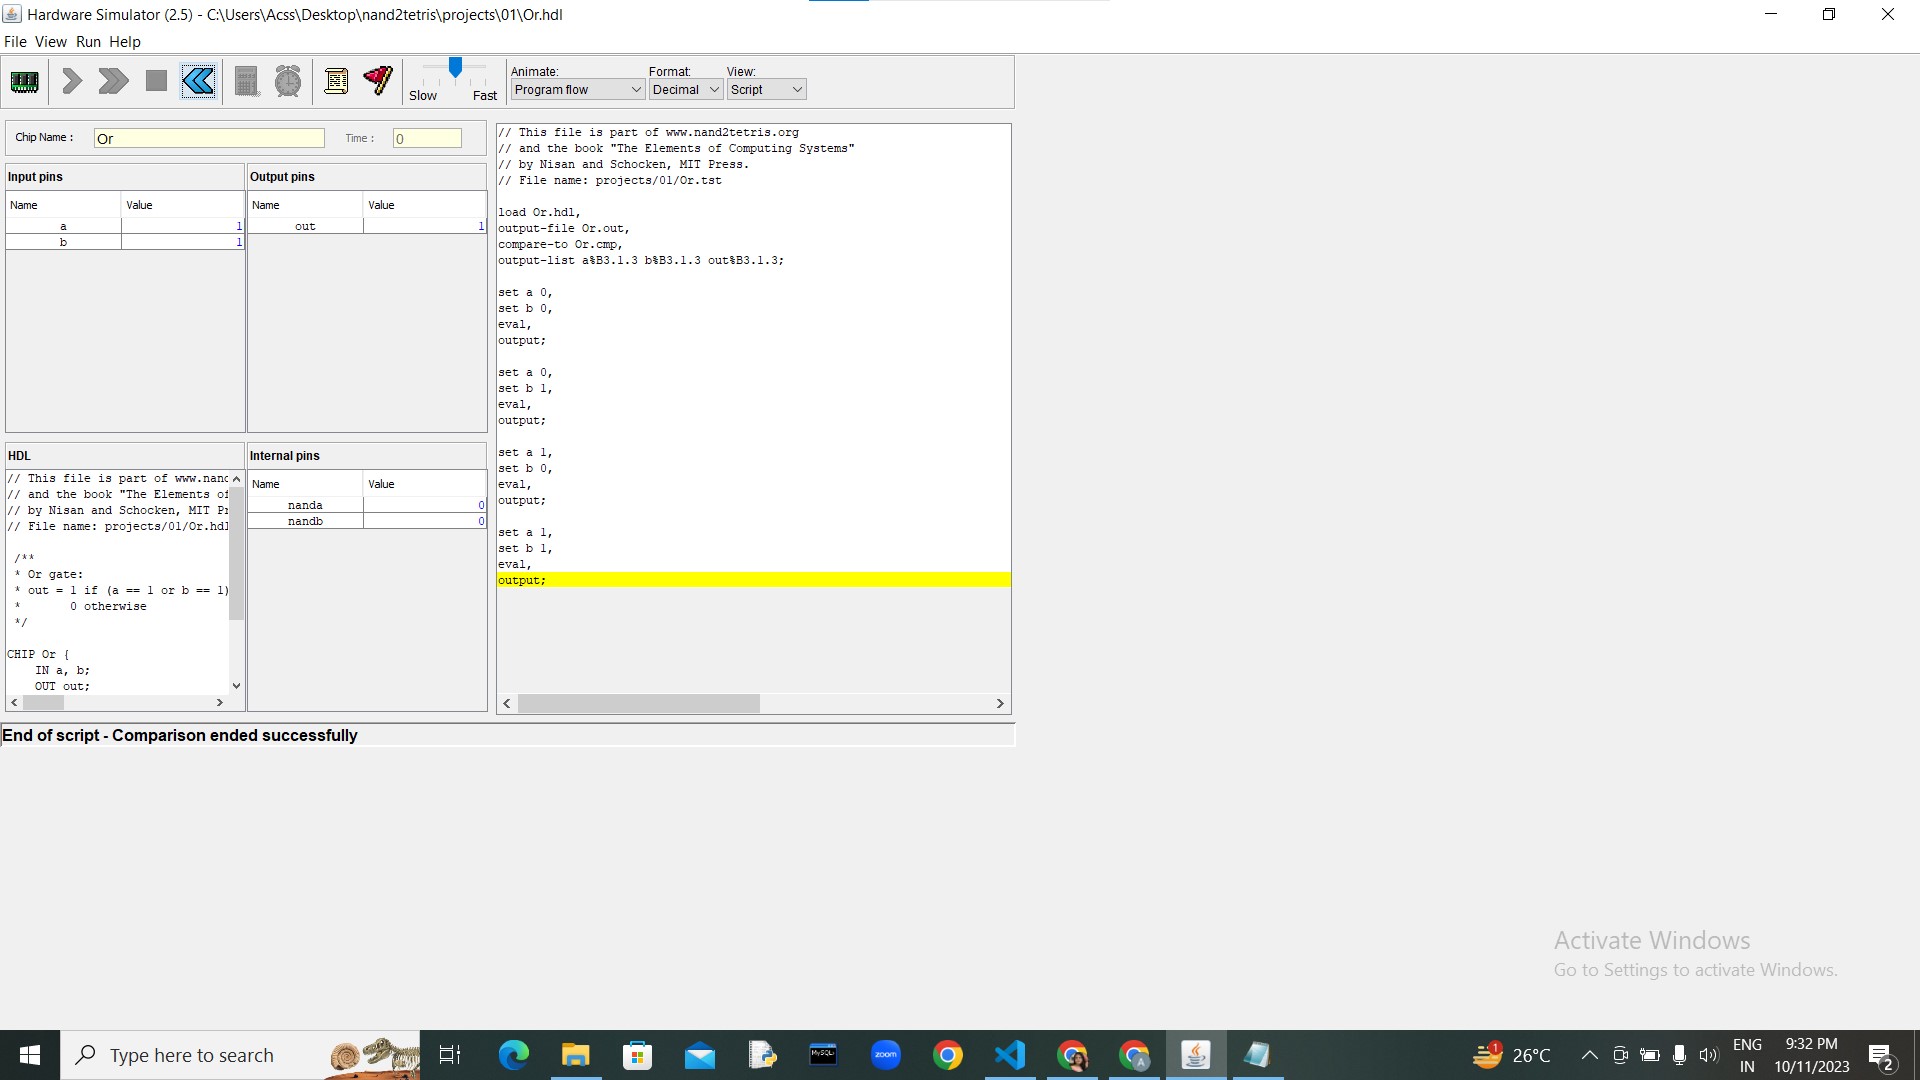 Hardware Simulator (2.5) - C:\Users\Acss\Desktop\nand2tetris\projects\01\Or.hdl
File View Run Help
Slow Fast
Animate:
Program flow
Format:
Decimal
View:
Script
Chip Name :
Or
Time :
0
Input pins
Name Value
a 1
b 1
Output pins
Name Value
out 1
HDL
// This file is part of www.nand
// and the book "The Elements of
// by Nisan and Schocken, MIT Pr
// File name: projects/01/Or.hdl
/**
* Or gate:
* out = 1 if (a == 1 or b == 1)
* 0 otherwise
*/
CHIP Or {
IN a, b;
OUT out;
Internal pins
Name Value
nanda 0
nandb 0
// This file is part of www.nand2tetris.org
// and the book "The Elements of Computing Systems"
// by Nisan and Schocken, MIT Press.
// File name: projects/01/Or.tst
load Or.hdl,
output-file Or.out,
compare-to Or.cmp,
output-list a%B3.1.3 b%B3.1.3 out%B3.1.3;
set a 0,
set b 0,
eval,
output;
set a 0,
set b 1,
eval,
output;
set a 1,
set b 0,
eval,
output;
set a 1,
set b 1,
eval,
output;
End of script - Comparison ended successfully
Activate Windows
Go to Settings to activate Windows.
Type here to search
MySQL
zoom
A
1
26°C
ENG
IN
9:32 PM
10/11/2023
2